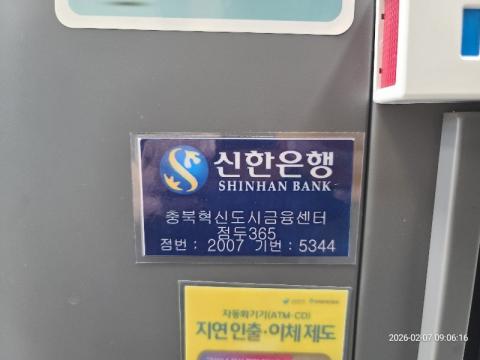 신한은행
SHINHAN BANK
충북혁신도시금융센터
점두365
점번 : 2007 기번 : 5344
자동화기기(ATM·CD)
지연인출·이체제도
2026-02-07 09:06:16